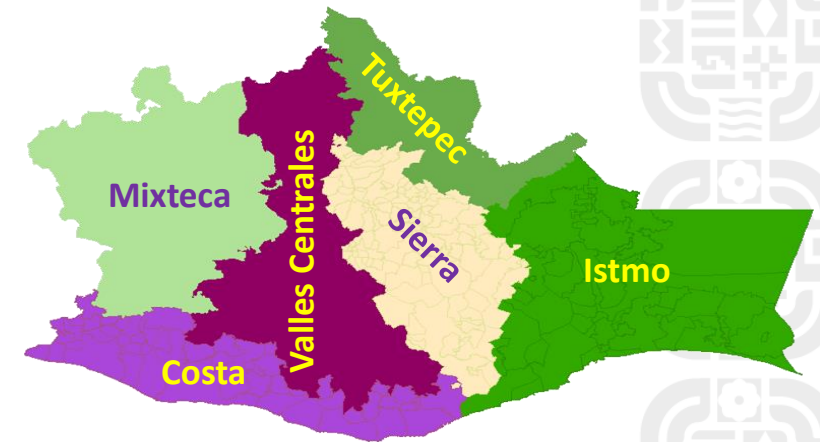 Tuxtepec
Mixteca
Valles Centrales
Sierra
Istmo
Costa